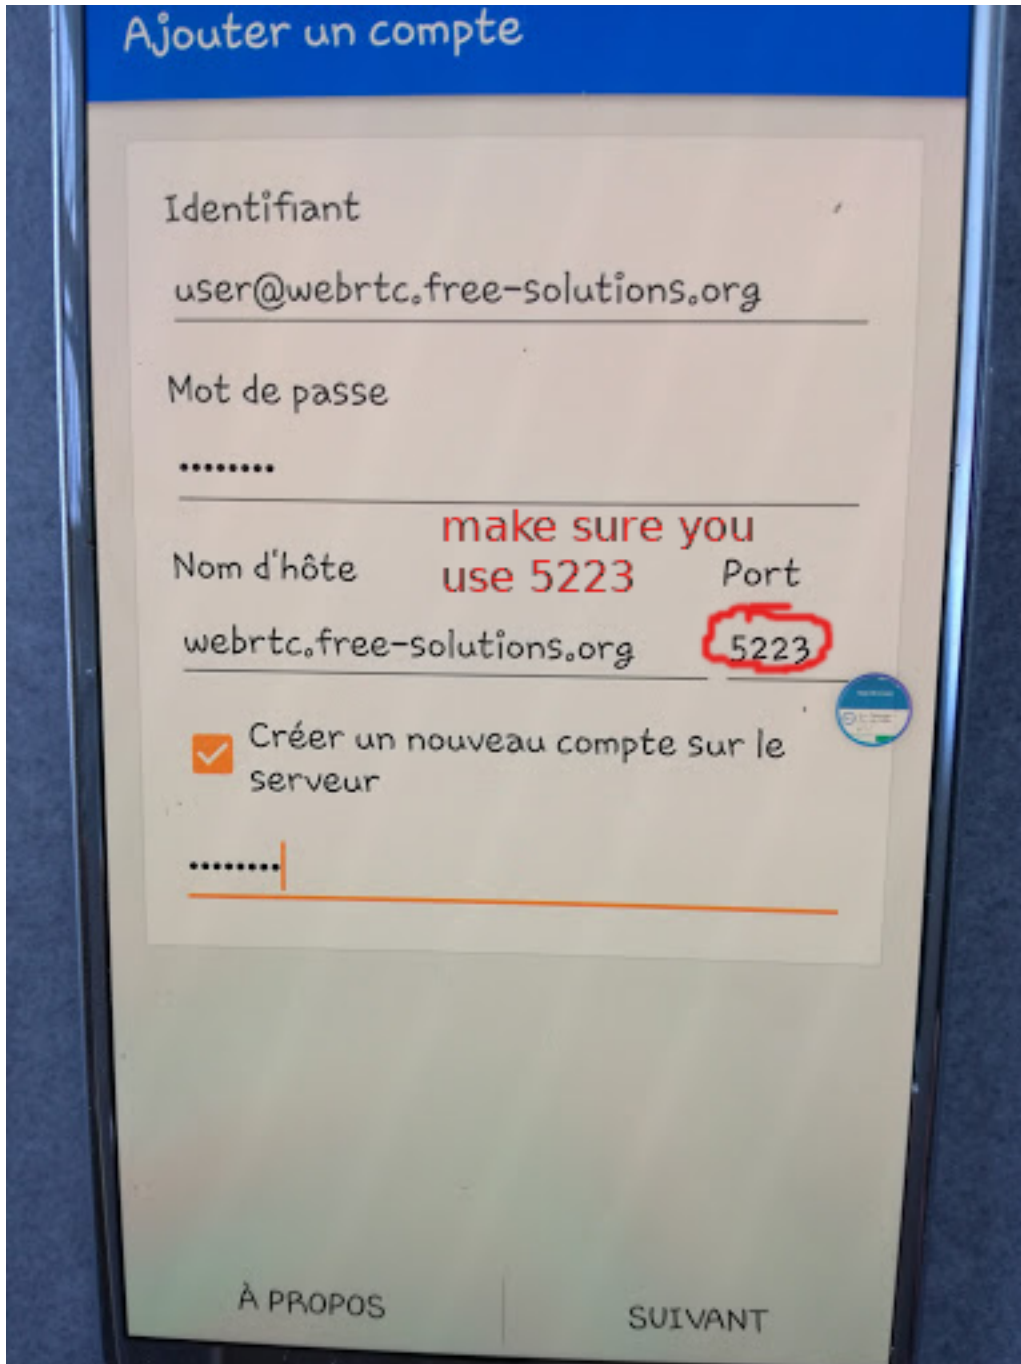 Ajouter un compte
Identifiant
user@webrtc.free-solutions.org
Mot de passe
••••••••
make sure you
use 5223
Nom d'hôte
Port
webrtc.free-solutions.org
5223
Créer un nouveau compte sur le
serveur
••••••••
À PROPOS
SUIVANT